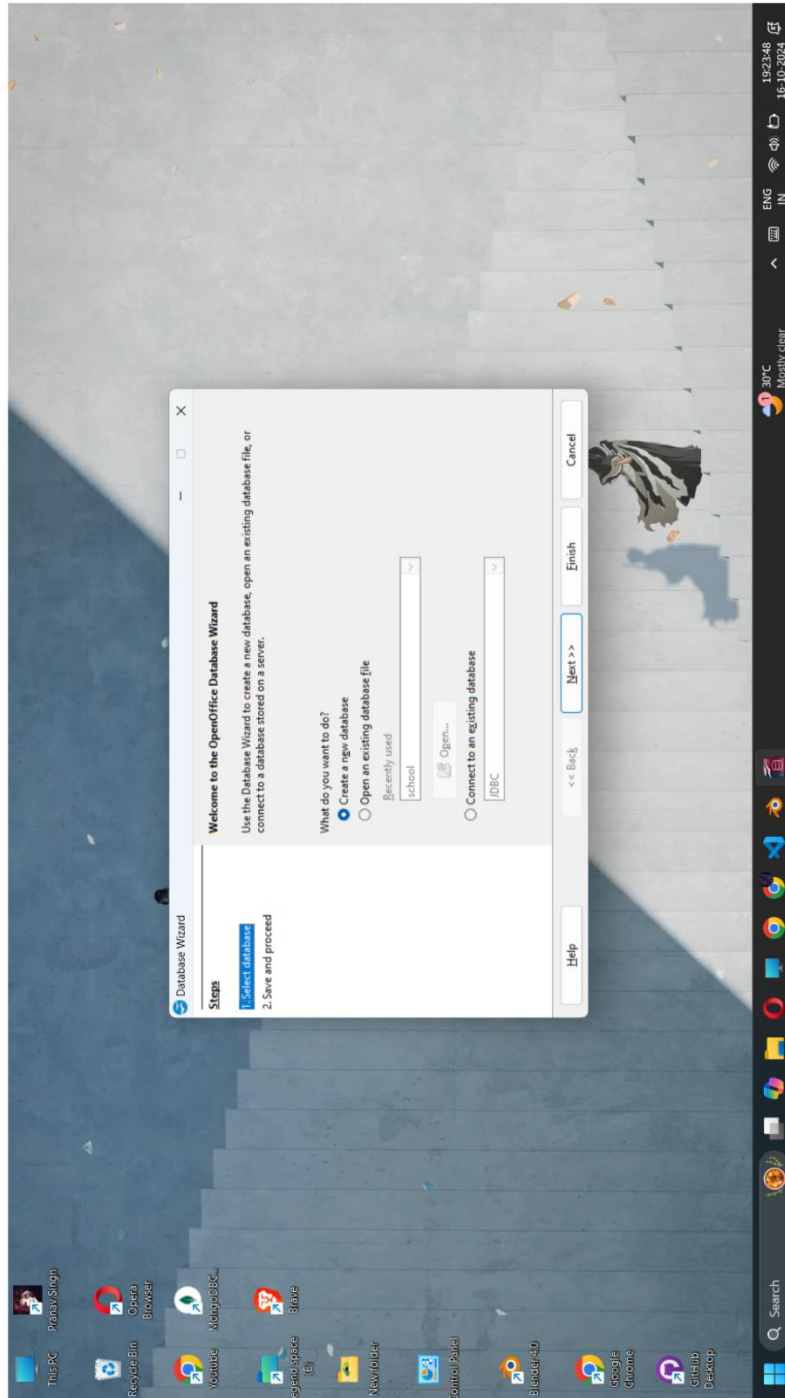 This PC
Pranav Singh
Recycle Bin
Opera
Browser
Youtube
MongoDBC...
egend space
(E)
Brave
New folder
ontrol Panel
Blender 4.0
Google
Chrome
GitHub
Desktop
Database Wizard
Steps
1. Select database
2. Save and proceed
Welcome to the OpenOffice Database Wizard
Use the Database Wizard to create a new database, open an existing database file, or
connect to a database stored on a server.
What do you want to do?
Create a new database
Open an existing database file
Recently used
school
Open...
Connect to an existing database
JDBC
Help
<< Back
Next >>
Finish
Cancel
Search
1
30°C
Mostly clear
ENG
IN
19:23:48
16-10-2024